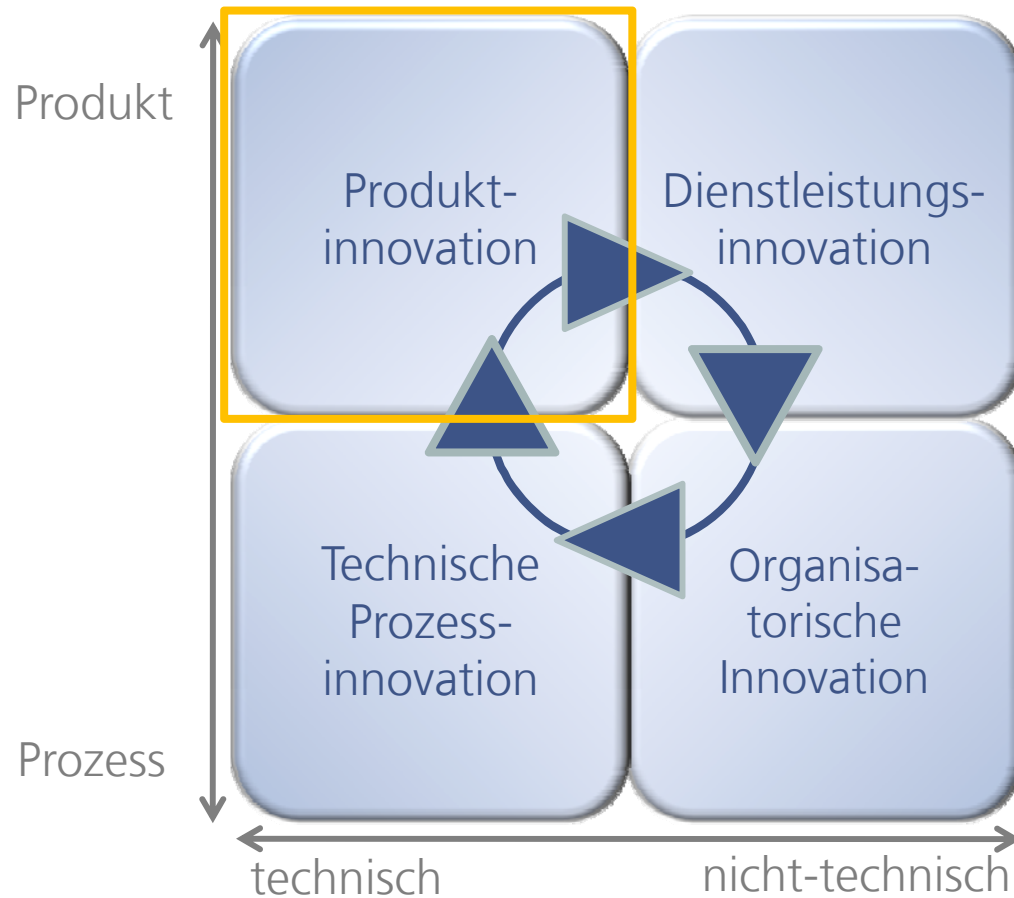 Produkt
Produkt-
innovation
Dienstleistungs-
innovation
Technische
Prozess-
innovation
Organisa-
torische
Innovation
Prozess
technisch
nicht-technisch